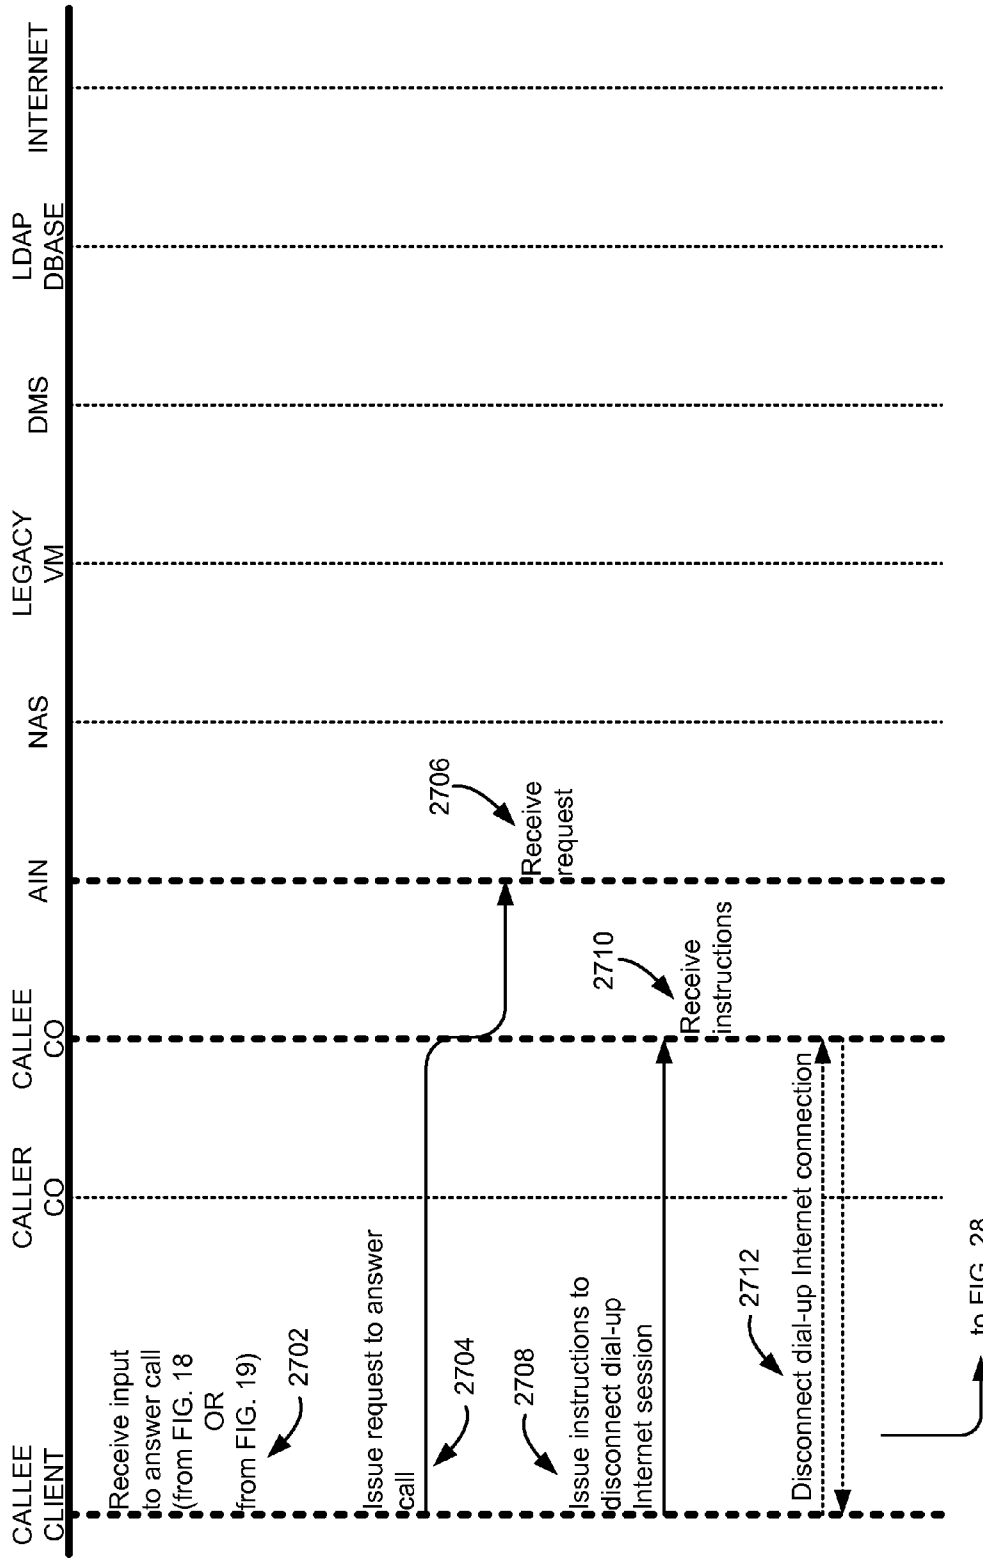 CALLEE
CLIENT
CALLER
CO
CALLEE
CO
AIN
NAS
LEGACY
VM
DMS
LDAP
DBASE
INTERNET
Receive input
to answer call
(from FIG. 18
OR
from FIG. 19)
2702
Issue request to answer
call
2704
2706
Receive
request
2708
Issue instructions to
disconnect dial-up
Internet session
2710
Receive
instructions
2712
Disconnect dial-up Internet connection
to FIG. 28